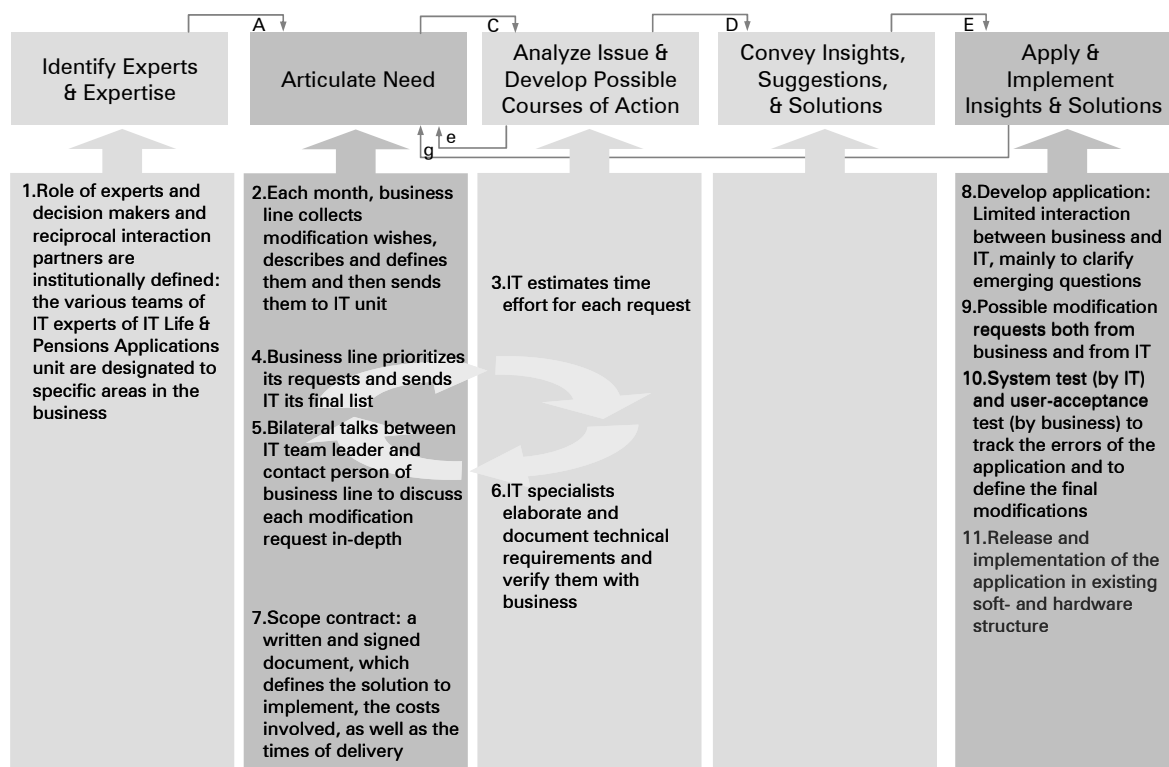 A
C
D
E
Identify Experts
& Expertise
Articulate Need
Analyze Issue &
Develop Possible
Courses of Action
Convey Insights,
Suggestions,
& Solutions
Apply &
Implement
Insights & Solutions
e
g
1.Role of experts and
decision makers and
reciprocal interaction
partners are
institutionally defined:
the various teams of
IT experts of IT Life &
Pensions Applications
unit are designated to
specific areas in the
business
2.Each month, business
line collects
modification wishes,
describes and defines
them and then sends
them to IT unit
3.IT estimates time
effort for each request
4.Business line prioritizes
its requests and sends
IT its final list
5.Bilateral talks between
IT team leader and
contact person of
business line to discuss
each modification
request in-depth
6.IT specialists
elaborate and
document technical
requirements and
verify them with
business
7.Scope contract: a
written and signed
document, which
defines the solution to
implement, the costs
involved, as well as the
times of delivery
8.Develop application:
Limited interaction
between business and
IT, mainly to clarify
emerging questions
9.Possible modification
requests both from
business and from IT
10.System test (by IT)
and user-acceptance
test (by business) to
track the errors of the
application and to
define the final
modifications
11.Release and
implementation of the
application in existing
soft- and hardware
structure